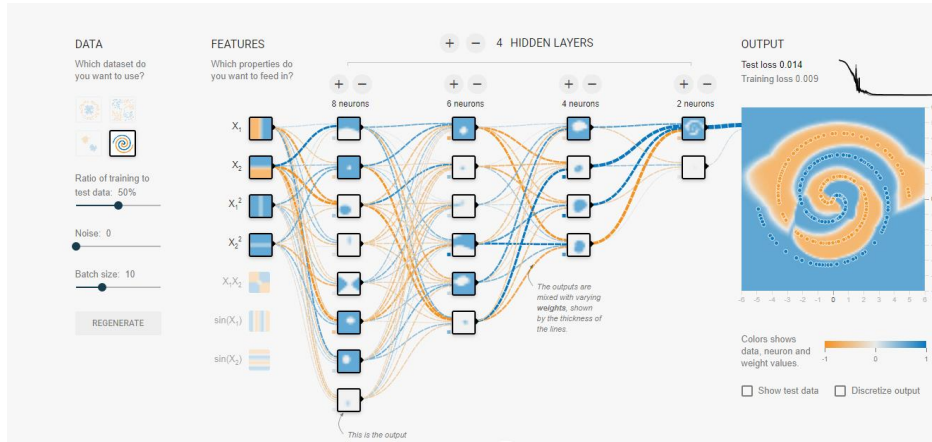 DATA
Which dataset do
you want to use?
Ratio of training to
test data: 50%
Noise: 0
Batch size: 10
REGENERATE
FEATURES
Which properties do
you want to feed in?
X₁
X₂
X₁²
X₂²
X₁X₂
sin(X₁)
sin(X₂)
+ − 4 HIDDEN LAYERS
+ − + − + − + −
8 neurons 6 neurons 4 neurons 2 neurons
The outputs are
mixed with varying
weights, shown
by the thickness of
the lines.
This is the output
OUTPUT
Test loss 0.014
Training loss 0.009
-6 -5 -4 -3 -2 -1 0 1 2 3 4 5 6
Colors shows
data, neuron and
weight values.
-1 0 1
Show test data Discretize output